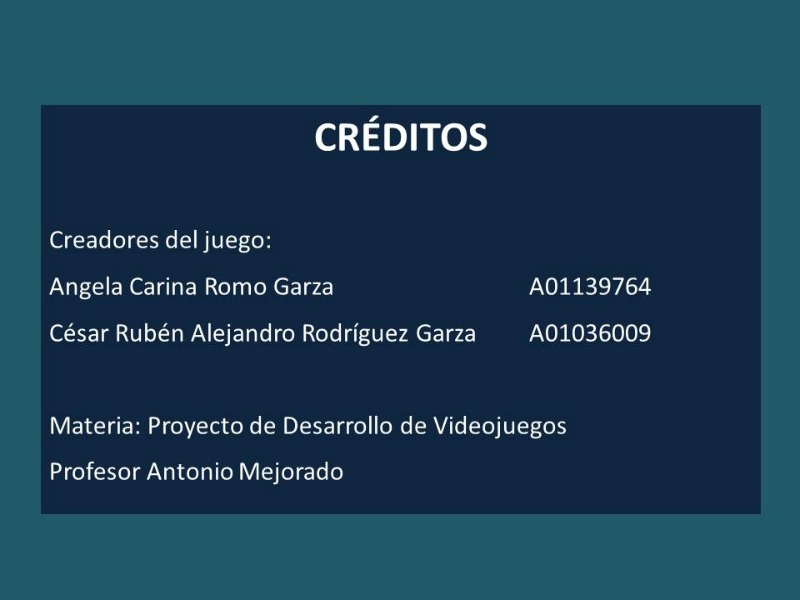 CRÉDITOS
Creadores del juego:
Angela Carina Romo Garza A01139764
César Rubén Alejandro Rodríguez Garza A01036009
Materia: Proyecto de Desarrollo de Videojuegos
Profesor Antonio Mejorado